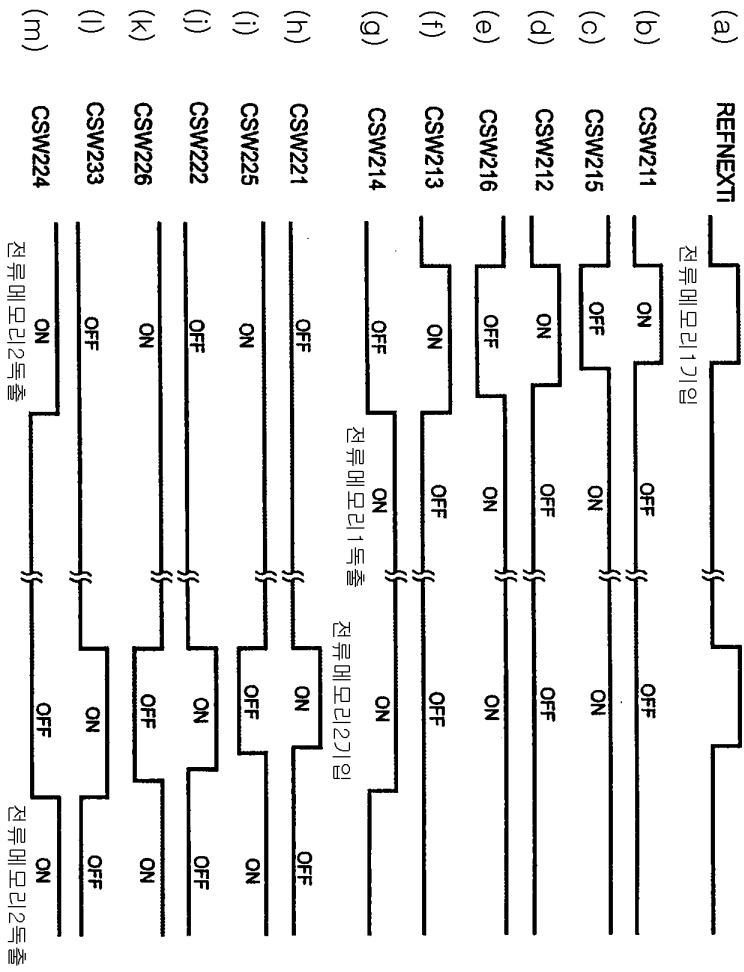 (a) REFNEXTi
전류메모리1기입
(b) CSW211 ON OFF OFF
(c) CSW215 OFF ON ON
(d) CSW212 ON OFF OFF
(e) CSW216 OFF ON ON
(f) CSW213 ON OFF OFF
(g) CSW214 OFF ON ON
전류메모리1독출 전류메모리2기입
(h) CSW221 OFF ON OFF
(i) CSW225 ON OFF ON
(j) CSW222 OFF ON OFF
(k) CSW226 ON OFF ON
(l) CSW233 OFF ON OFF
(m) CSW224 ON OFF ON
전류메모리2독출 전류메모리2독출